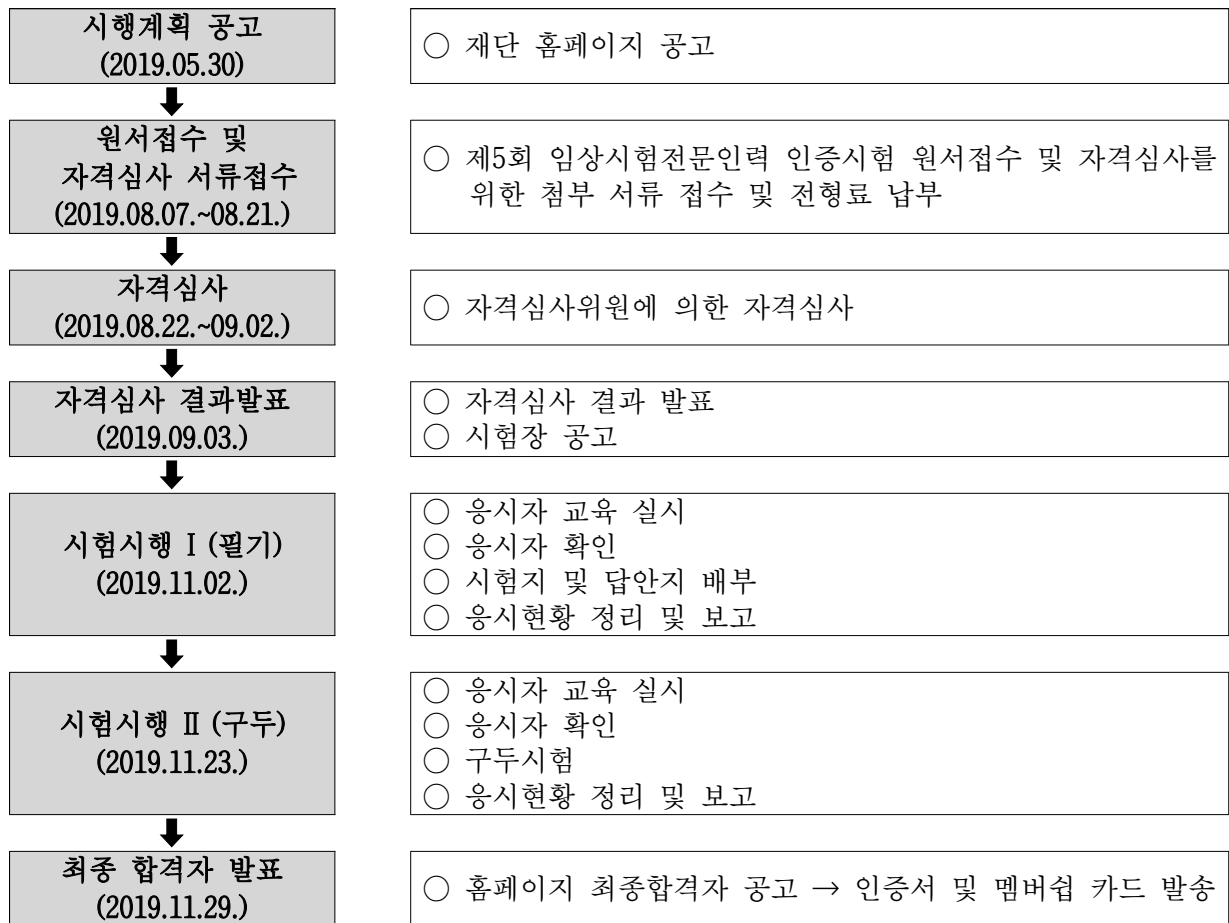 시행계획 공고
(2019.05.30)
○ 재단 홈페이지 공고
원서접수 및
자격심사 서류접수
(2019.08.07.~08.21.)
○ 제5회 임상시험전문인력 인증시험 원서접수 및 자격심사를
위한 첨부 서류 접수 및 전형료 납부
자격심사
(2019.08.22.~09.02.)
○ 자격심사위원에 의한 자격심사
자격심사 결과발표
(2019.09.03.)
○ 자격심사 결과 발표
○ 시험장 공고
시험시행 Ⅰ (필기)
(2019.11.02.)
○ 응시자 교육 실시
○ 응시자 확인
○ 시험지 및 답안지 배부
○ 응시현황 정리 및 보고
시험시행 Ⅱ (구두)
(2019.11.23.)
○ 응시자 교육 실시
○ 응시자 확인
○ 구두시험
○ 응시현황 정리 및 보고
최종 합격자 발표
(2019.11.29.)
○ 홈페이지 최종합격자 공고 → 인증서 및 멤버쉽 카드 발송